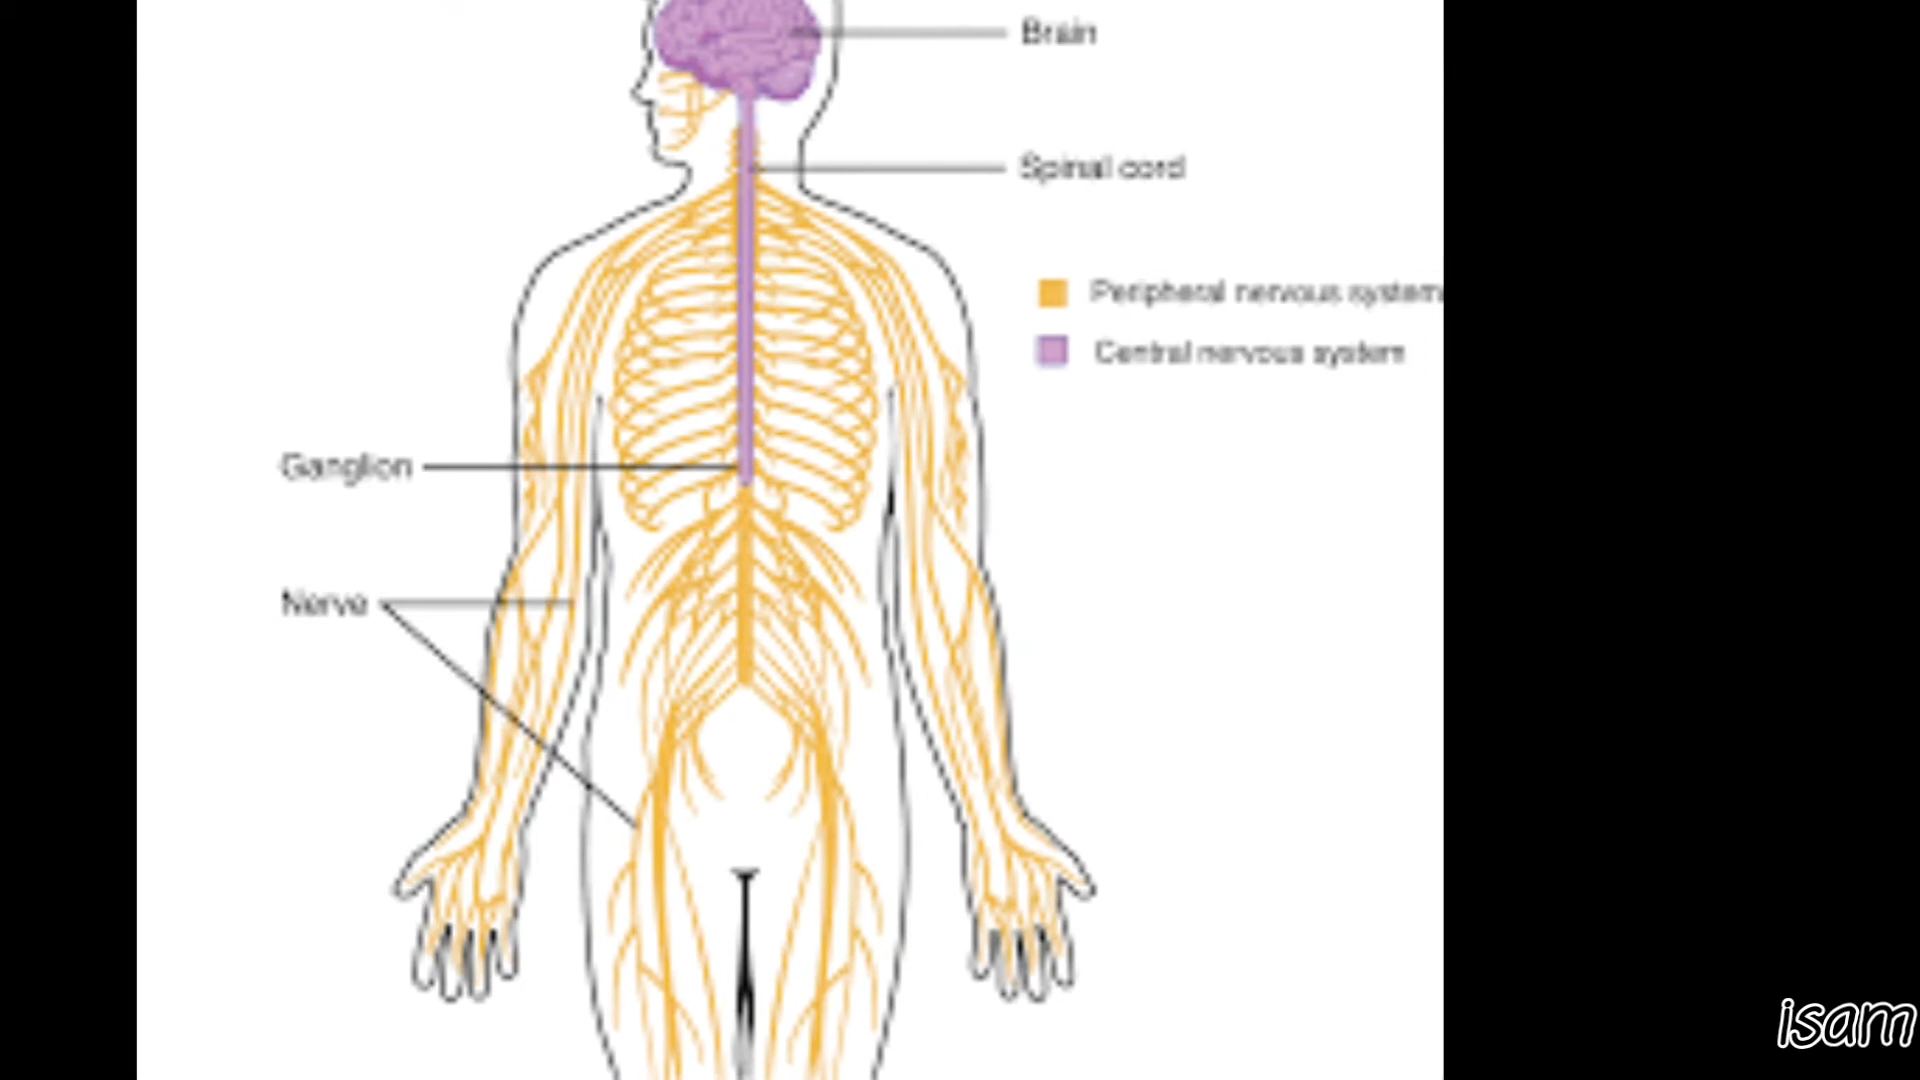 Brain
Spinal cord
Peripheral nervous system
Central nervous system
Ganglion
Nerve
isam